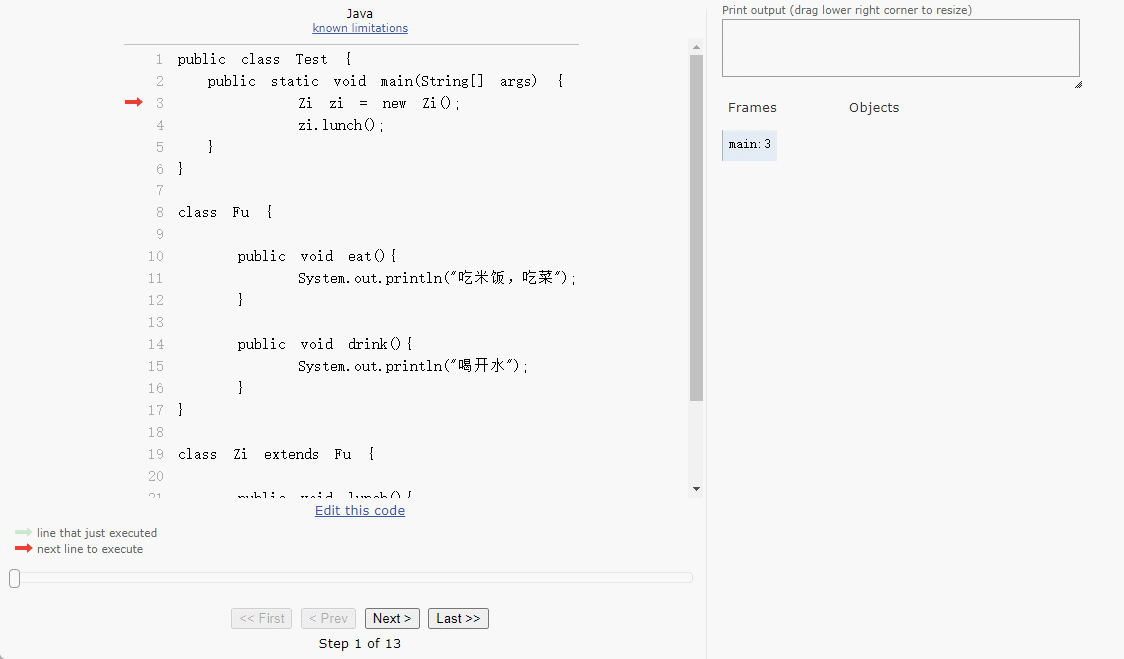 Java
known limitations
1 public class Test {
2 public static void main(String[] args) {
3 Zi zi = new Zi();
4 zi.lunch();
5 }
6 }
7
8 class Fu {
9
10 public void eat(){
11 System.out.println("吃米饭，吃菜");
12 }
13
14 public void drink(){
15 System.out.println("喝开水");
16 }
17 }
18
19 class Zi extends Fu {
20
21 public void lunch(){
Edit this code
line that just executed
next line to execute
<< First < Prev Next > Last >>
Step 1 of 13
Print output (drag lower right corner to resize)
Frames Objects
main:3